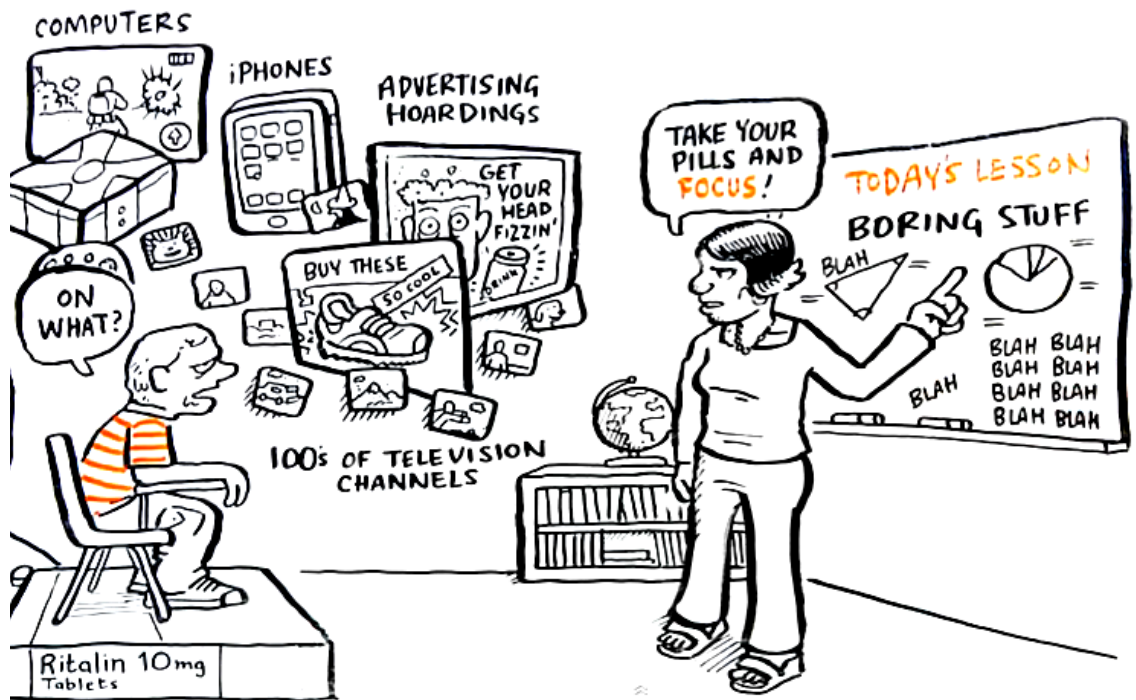 COMPUTERS
iPHONES
ADVERTISING
HOARDINGS
GET
YOUR
HEAD
FIZZIN'
DRINK
BUY THESE
SO COOL
100's OF TELEVISION
CHANNELS
ON
WHAT?
Ritalin 10mg
Tablets
TAKE YOUR
PILLS AND
FOCUS!
TODAY'S LESSON
BORING STUFF
BLAH
BLAH BLAH
BLAH BLAH
BLAH BLAH
BLAH BLAH
BLAH